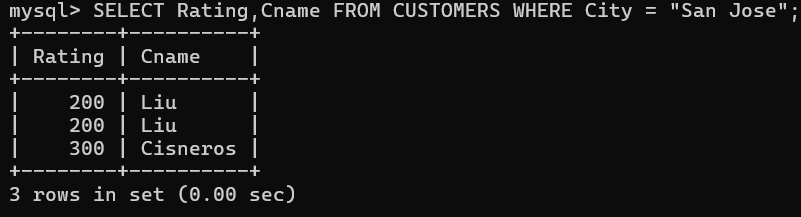 mysql> SELECT Rating,Cname FROM CUSTOMERS WHERE City = "San Jose";
+--------+----------+
| Rating | Cname    |
+--------+----------+
|    200 | Liu      |
|    200 | Liu      |
|    300 | Cisneros |
+--------+----------+
3 rows in set (0.00 sec)